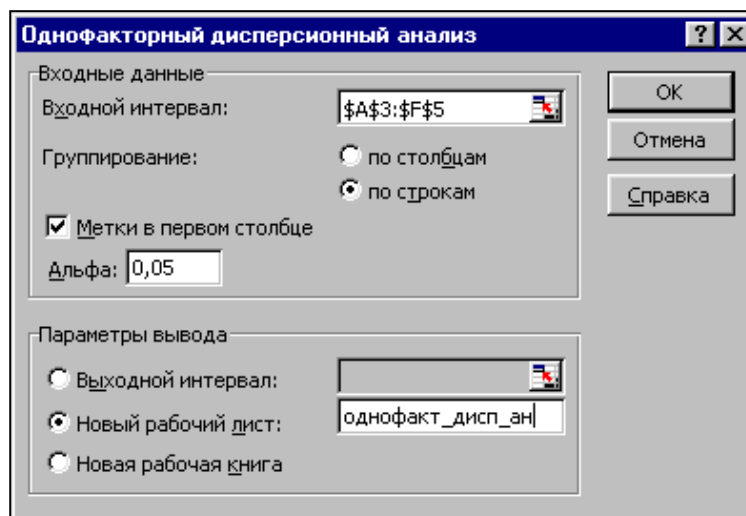 Однофакторный дисперсионный анализ
Входные данные
Входной интервал: $A$3:$F$5
Группирование: по столбцам
по строкам
Метки в первом столбце
Альфа: 0,05
Параметры вывода
Выходной интервал:
Новый рабочий лист: однофакт_дисп_ан
Новая рабочая книга
ОК
Отмена
Справка